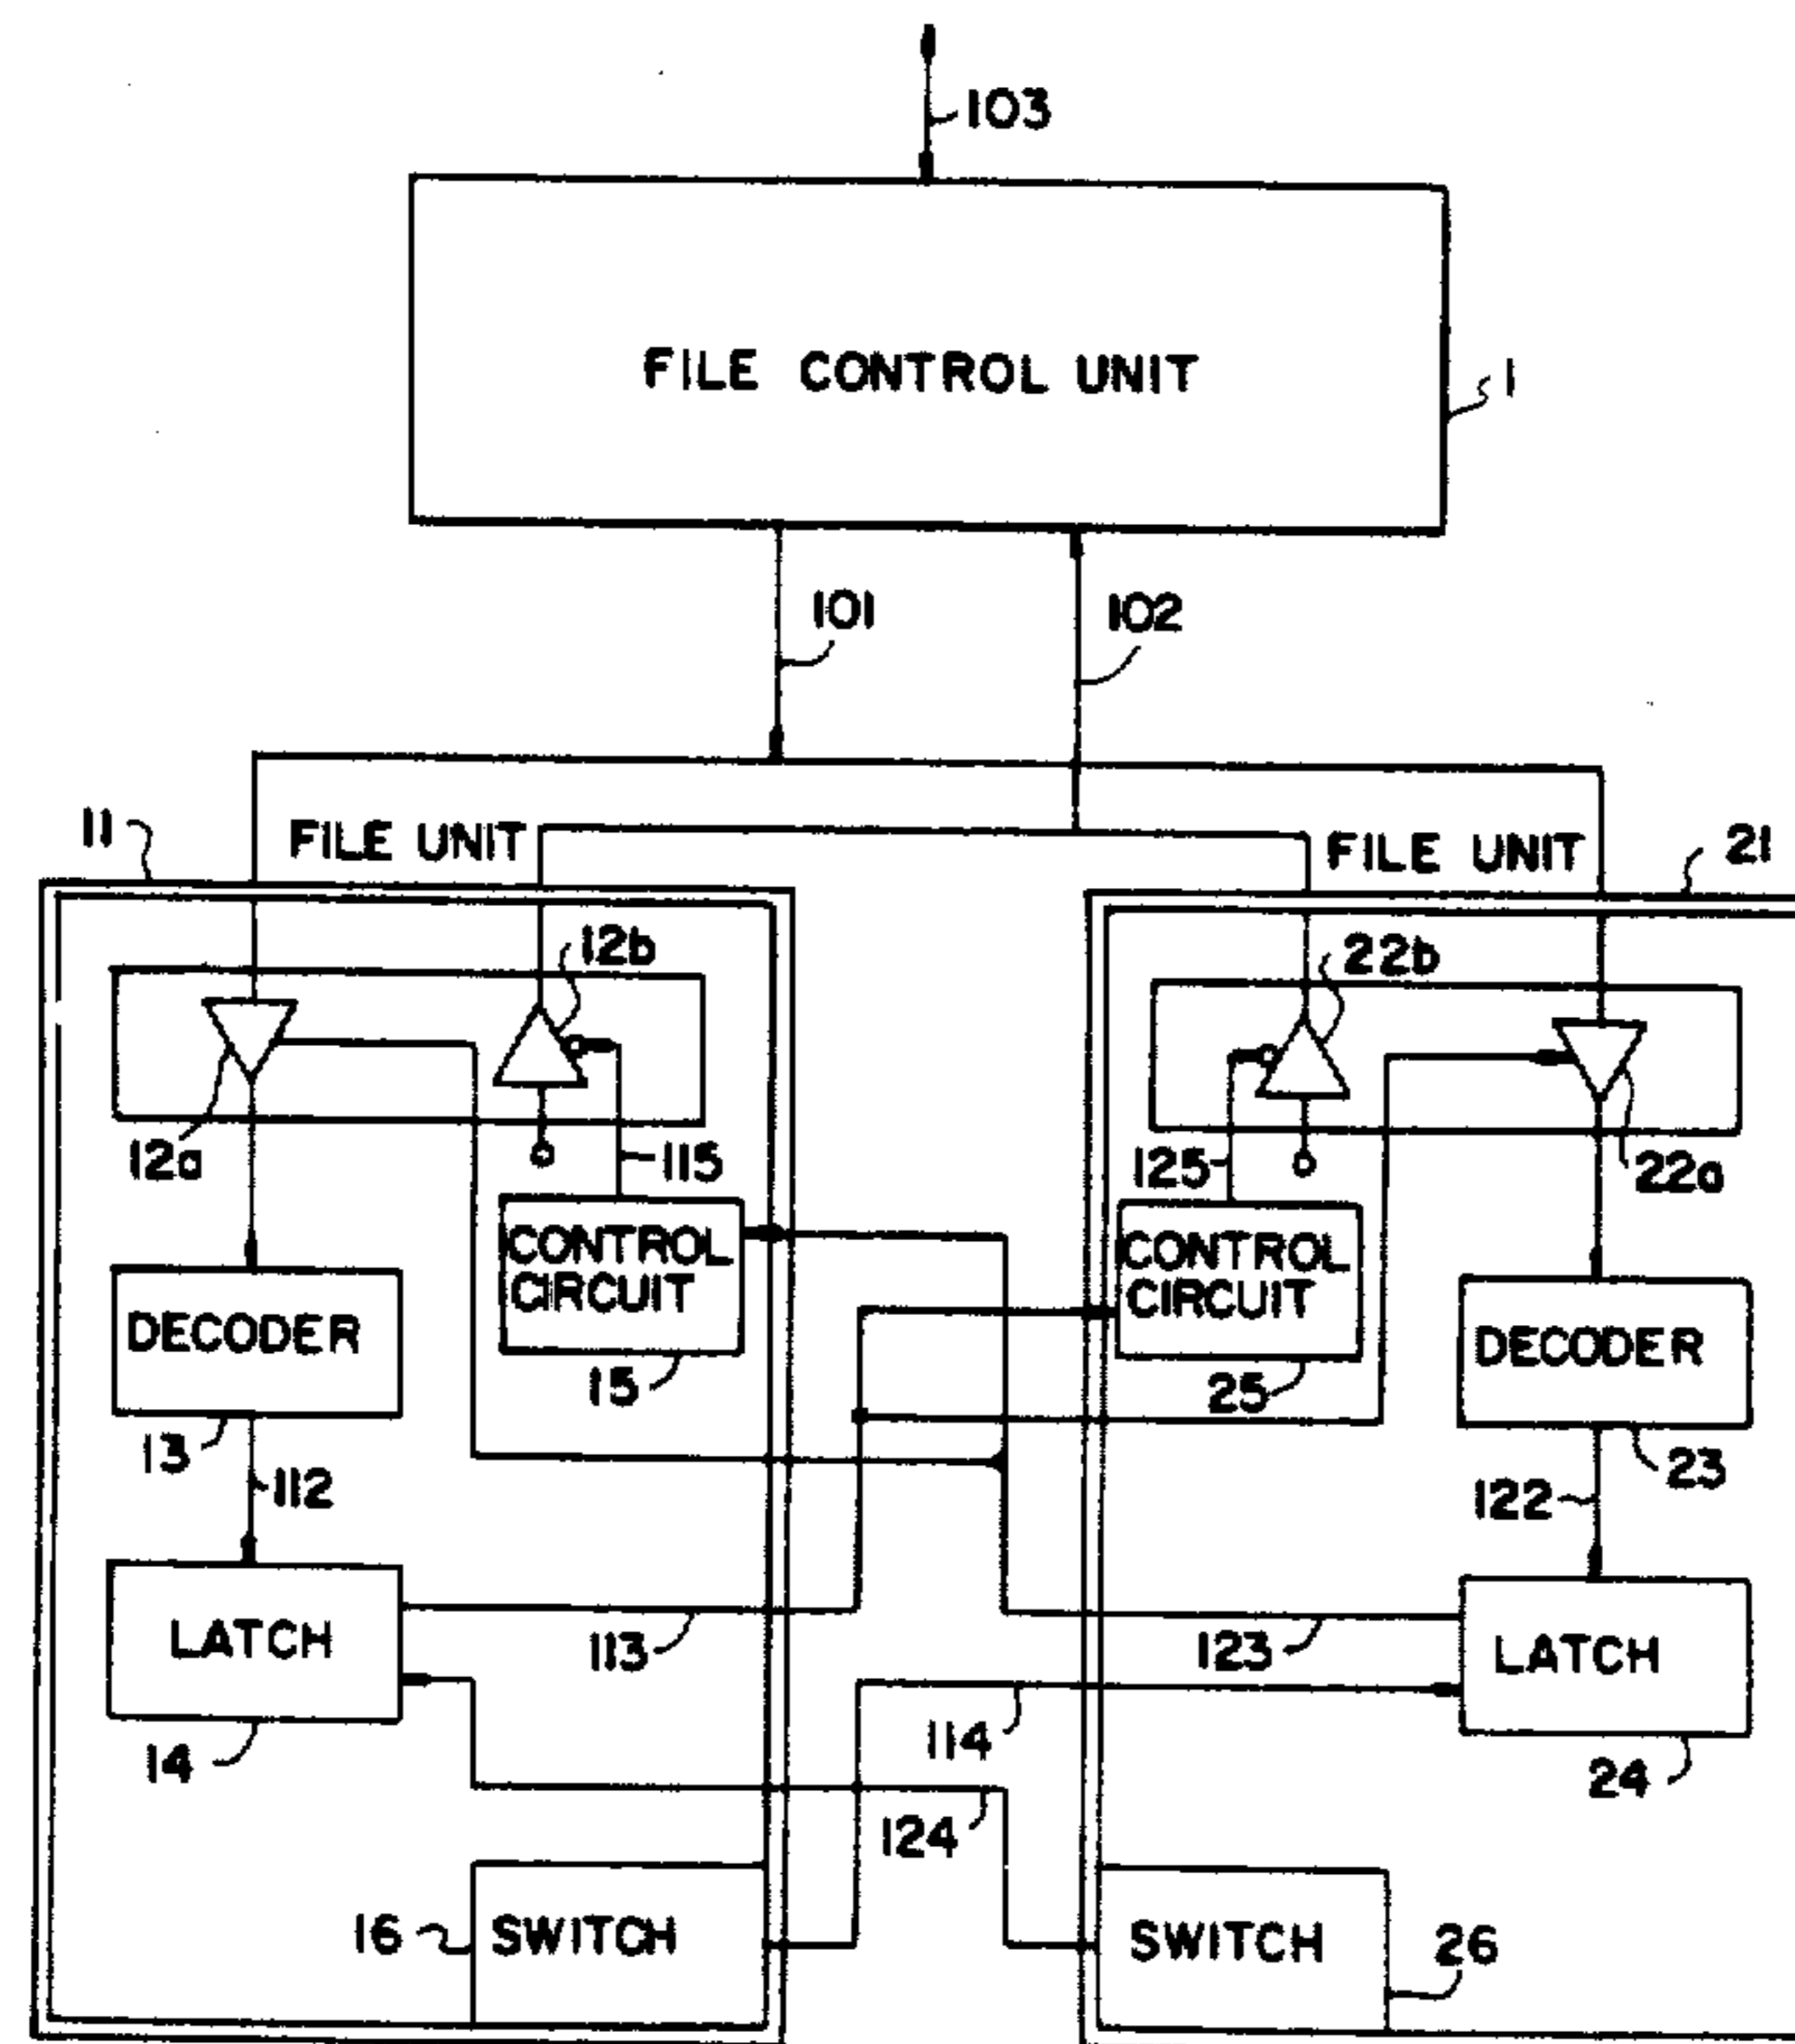 103
FILE CONTROL UNIT
1
101
102
11
FILE UNIT
FILE UNIT
21
12b
22b
12a
115
125
22a
CONTROL
CIRCUIT
CONTROL
CIRCUIT
DECODER
DECODER
15
25
13
23
112
122
LATCH
113
123
LATCH
14
114
24
124
16
SWITCH
SWITCH
26